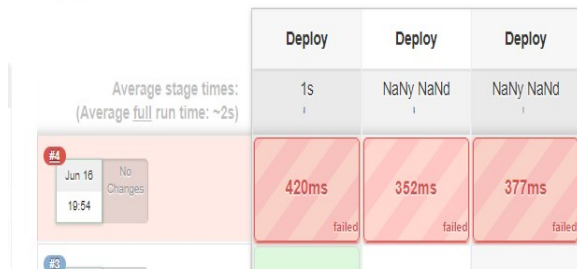 Deploy Deploy Deploy
Average stage times: 1s NaNy NaNd NaNy NaNd
(Average full run time: ~2s)
#4
Jun 16 No
Changes
19:54
420ms 352ms 377ms
failed failed failed
#3